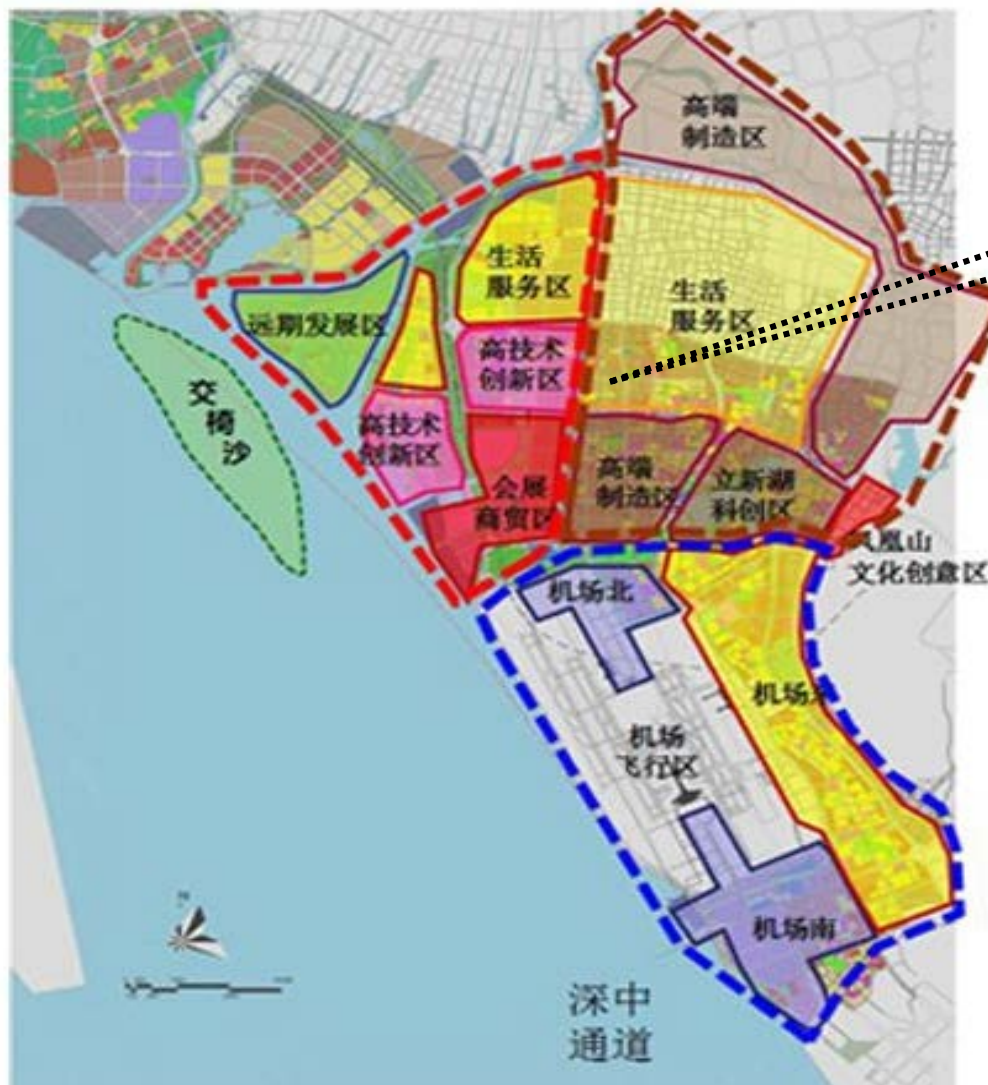 高端
制造区
生活
服务区
生活
服务区
远期发展区
高技术
创新区
交
椅
沙
高技术
创新区
会展
商贸区
高端
制造区
立新湖
科创区
凤凰山
文化创意区
机场北
机场东
机场
飞行区
机场南
深中
通道